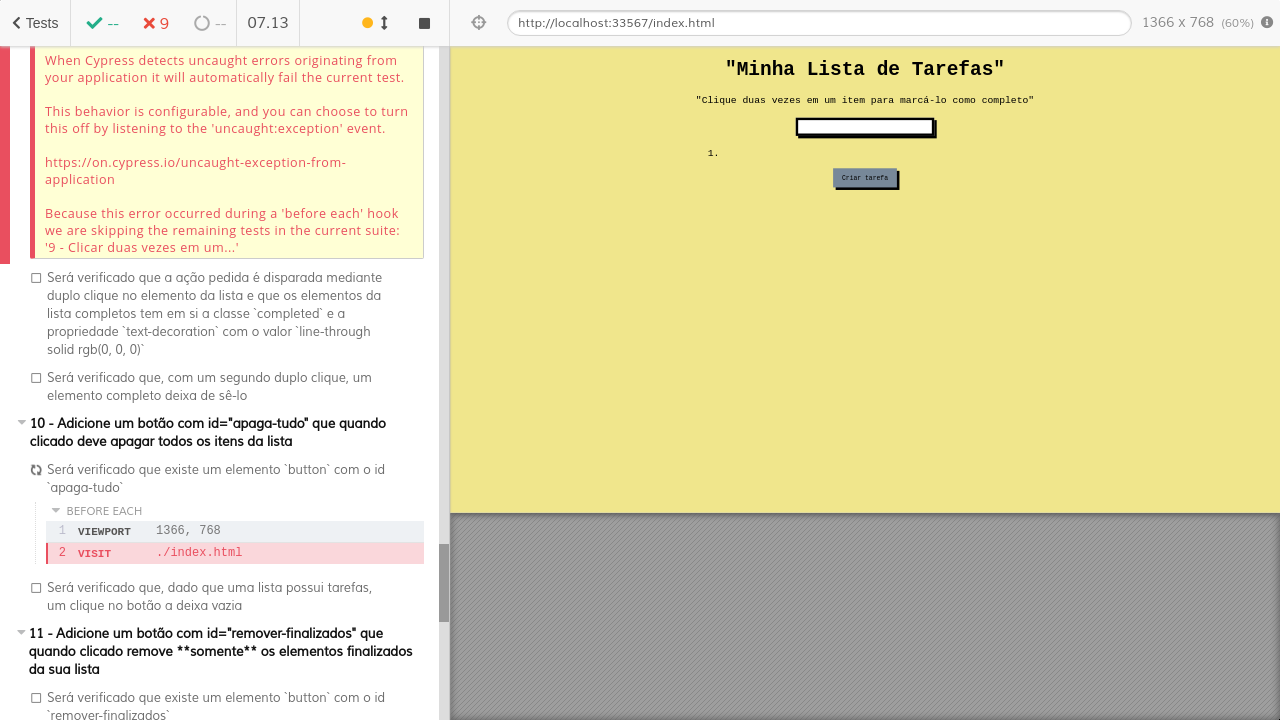 Tests
--
9
--
07.13
http://localhost:33567/index.html
1366 x 768 (60%)
When Cypress detects uncaught errors originating from
your application it will automatically fail the current test.
This behavior is configurable, and you can choose to turn
this off by listening to the 'uncaught:exception' event.
https://on.cypress.io/uncaught-exception-from-
application
Because this error occurred during a 'before each' hook
we are skipping the remaining tests in the current suite:
'9 - Clicar duas vezes em um...'
Será verificado que a ação pedida é disparada mediante
duplo clique no elemento da lista e que os elementos da
lista completos tem em si a classe `completed` e a
propriedade `text-decoration` com o valor `line-through
solid rgb(0, 0, 0)`
Será verificado que, com um segundo duplo clique, um
elemento completo deixa de sê-lo
10 - Adicione um botão com id="apaga-tudo" que quando
clicado deve apagar todos os itens da lista
Será verificado que existe um elemento `button` com o id
`apaga-tudo`
BEFORE EACH
1 VIEWPORT 1366, 768
2 VISIT ./index.html
Será verificado que, dado que uma lista possui tarefas,
um clique no botão a deixa vazia
11 - Adicione um botão com id="remover-finalizados" que
quando clicado remove **somente** os elementos finalizados
da sua lista
Será verificado que existe um elemento `button` com o id
`remover-finalizados`
"Minha Lista de Tarefas"
"Clique duas vezes em um item para marcá-lo como completo"
1.
Criar tarefa